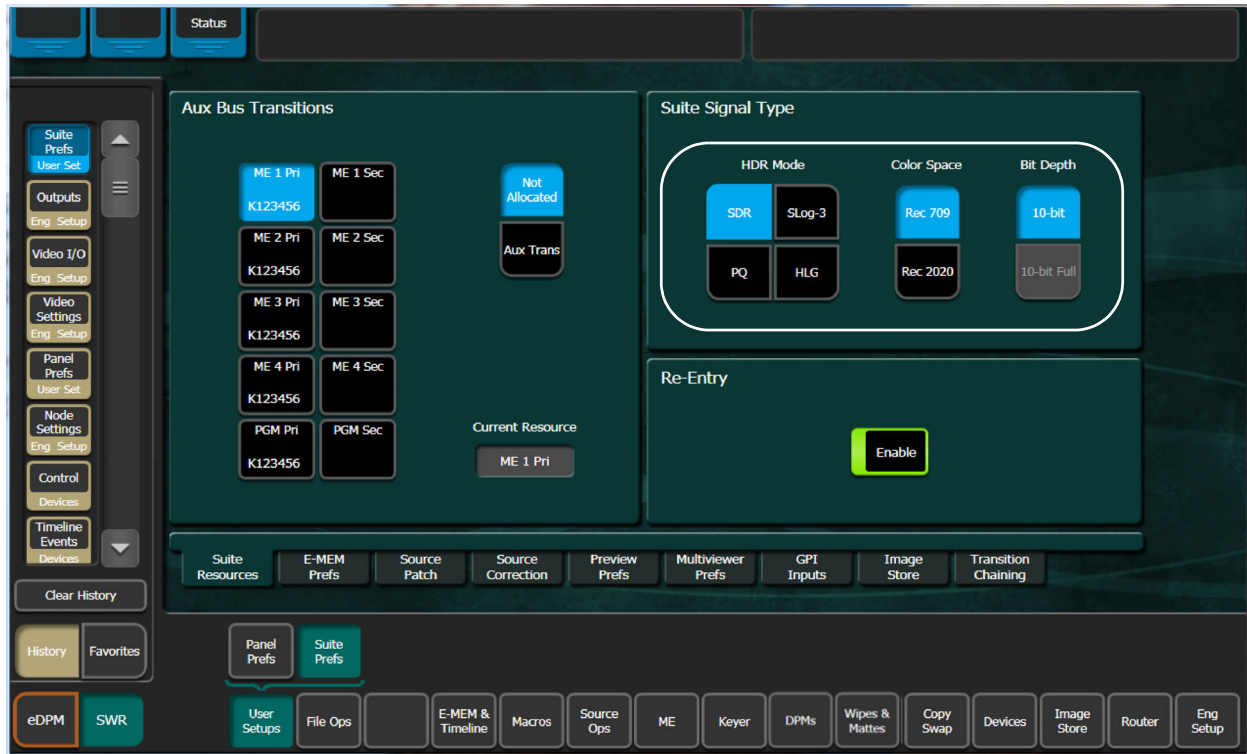 Status
Aux Bus Transitions
ME 1 Pri
K123456
ME 1 Sec
ME 2 Pri
K123456
ME 2 Sec
ME 3 Pri
K123456
ME 3 Sec
ME 4 Pri
K123456
ME 4 Sec
PGM Pri
K123456
PGM Sec
Not
Allocated
Aux Trans
Current Resource
ME 1 Pri
Suite Signal Type
HDR Mode
Color Space
Bit Depth
SDR
SLog-3
Rec 709
10-bit
PQ
HLG
Rec 2020
10-bit Full
Re-Entry
Enable
Suite
Prefs
User Set
Outputs
Eng Setup
Video I/O
Eng Setup
Video
Settings
Eng Setup
Panel
Prefs
User Set
Node
Settings
Eng Setup
Control
Devices
Timeline
Events
Devices
Clear History
History
Favorites
Suite
Resources
E-MEM
Prefs
Source
Patch
Source
Correction
Preview
Prefs
Multiviewer
Prefs
GPI
Inputs
Image
Store
Transition
Chaining
Panel
Prefs
Suite
Prefs
eDPM
SWR
User
Setups
File Ops
E-MEM &
Timeline
Macros
Source
Ops
ME
Keyer
DPMs
Wipes &
Mattes
Copy
Swap
Devices
Image
Store
Router
Eng
Setup